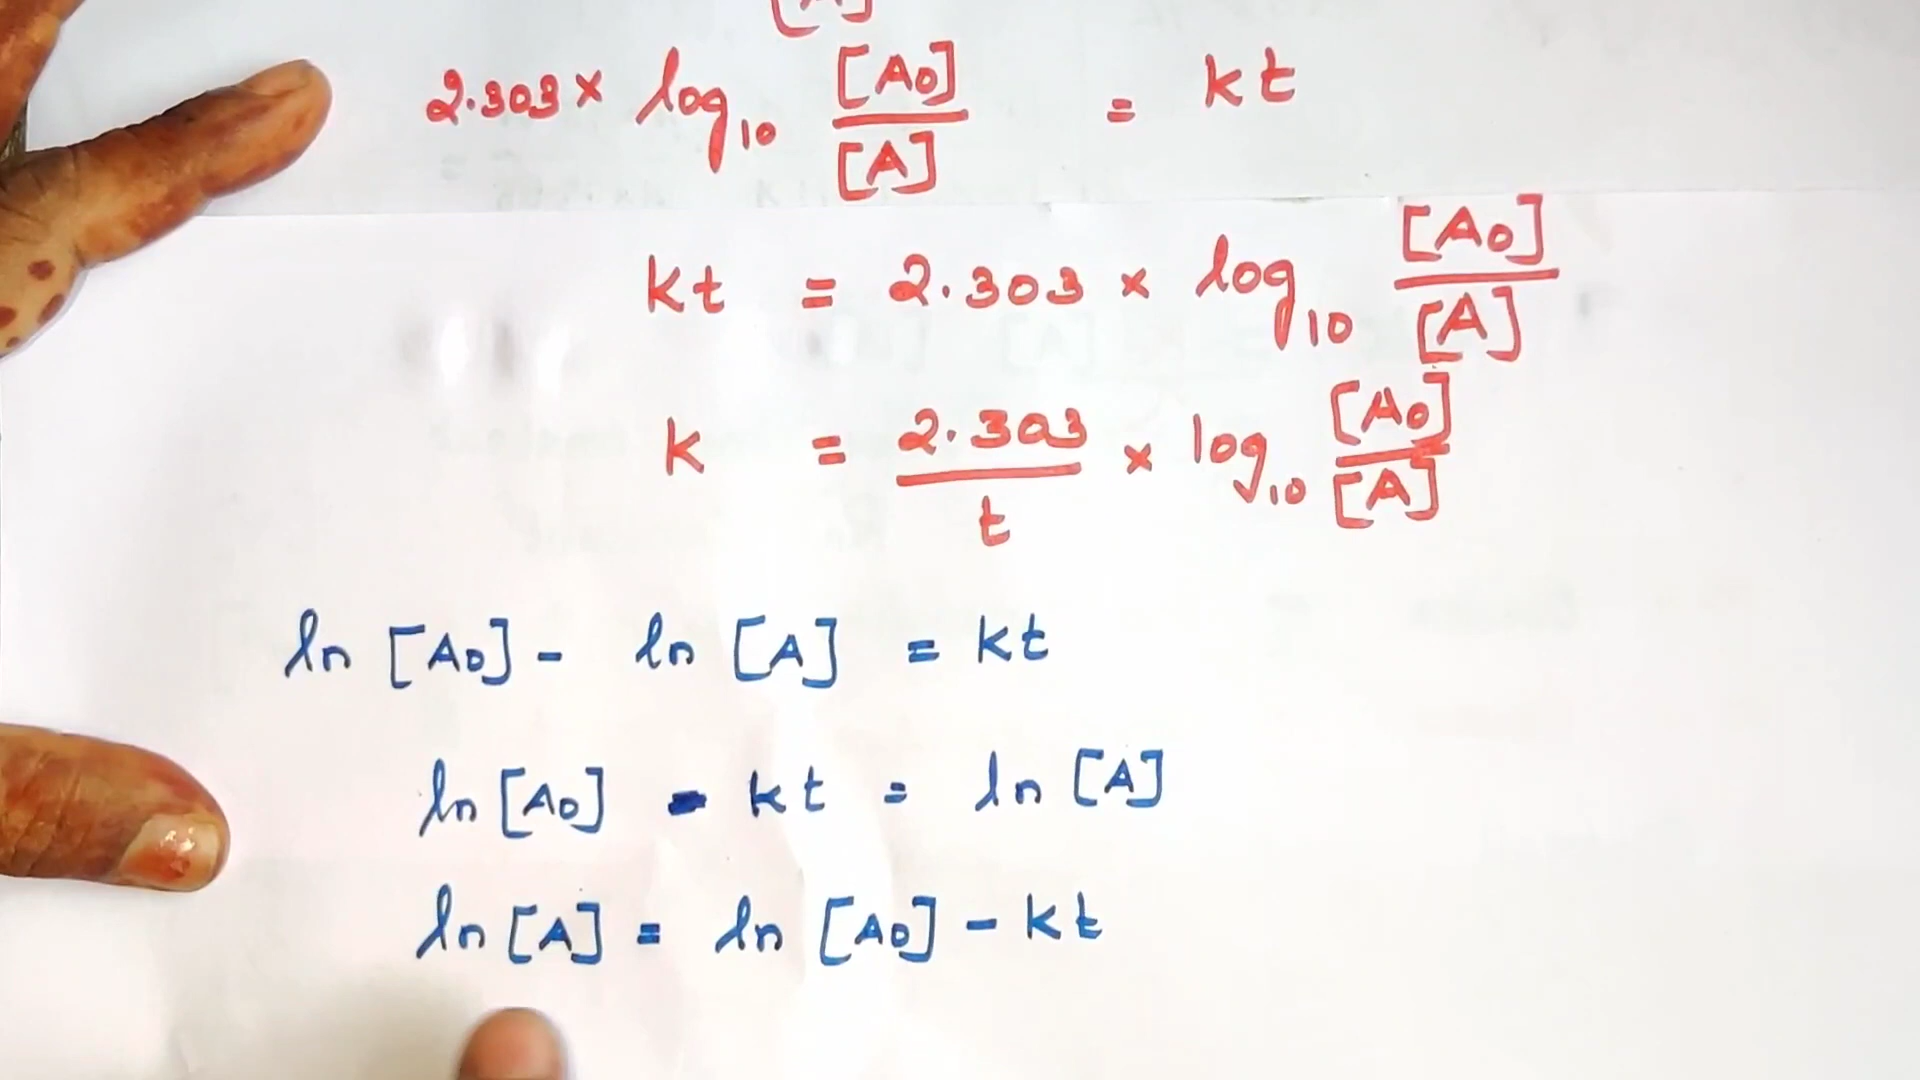 2.303 × log₁₀ [A₀]/[A] = kt
kt = 2.303 × log₁₀ [A₀]/[A]
k = 2.303/t × log₁₀ [A₀]/[A]
ln [A₀] - ln [A] = kt
ln [A₀] - kt = ln [A]
ln [A] = ln [A₀] - kt